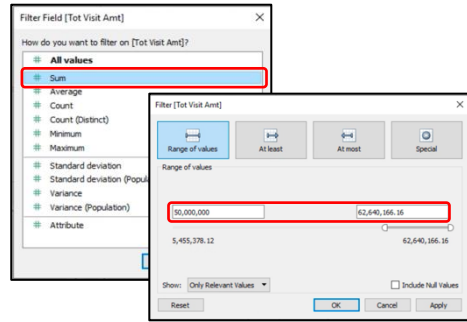 Filter Field [Tot Visit Amt]
How do you want to filter on [Tot Visit Amt]?
# All values
# Sum
# Average
# Count
# Count (Distinct)
# Minimum
# Maximum
# Standard deviation
# Standard deviation (Popul
# Variance
# Variance (Population)
# Attribute
Filter [Tot Visit Amt]
Range of values At least At most Special
Range of values
50,000,000 62,640,166.16
5,455,378.12 62,640,166.16
Show: Only Relevant Values Include Null Values
Reset OK Cancel Apply